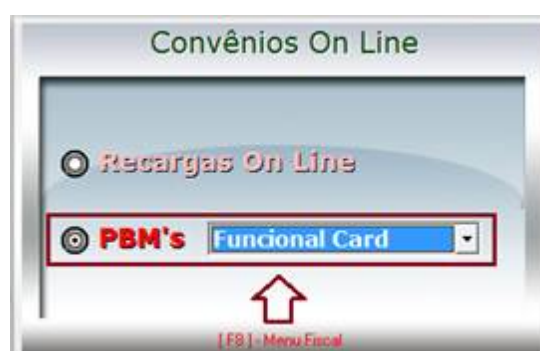 Convênios On Line
Recargas On Line
PBM's Funcional Card
[F8] - Menu Fiscal